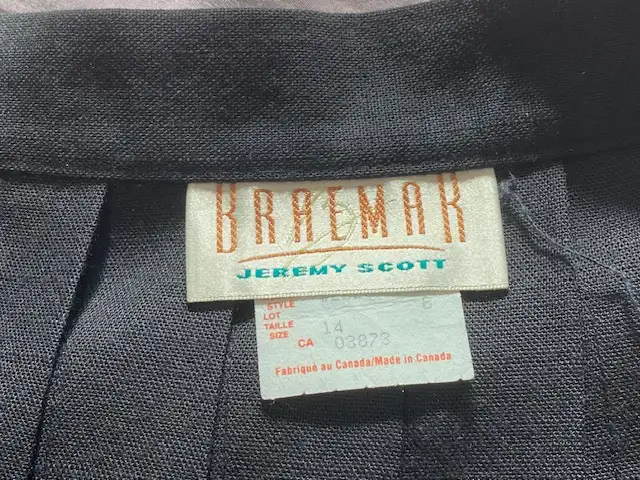 BRAEMAR
JEREMY SCOTT
STYLE
LOT
TAILLE 14
SIZE
CA 03873
Fabriqué au Canada/Made in Canada